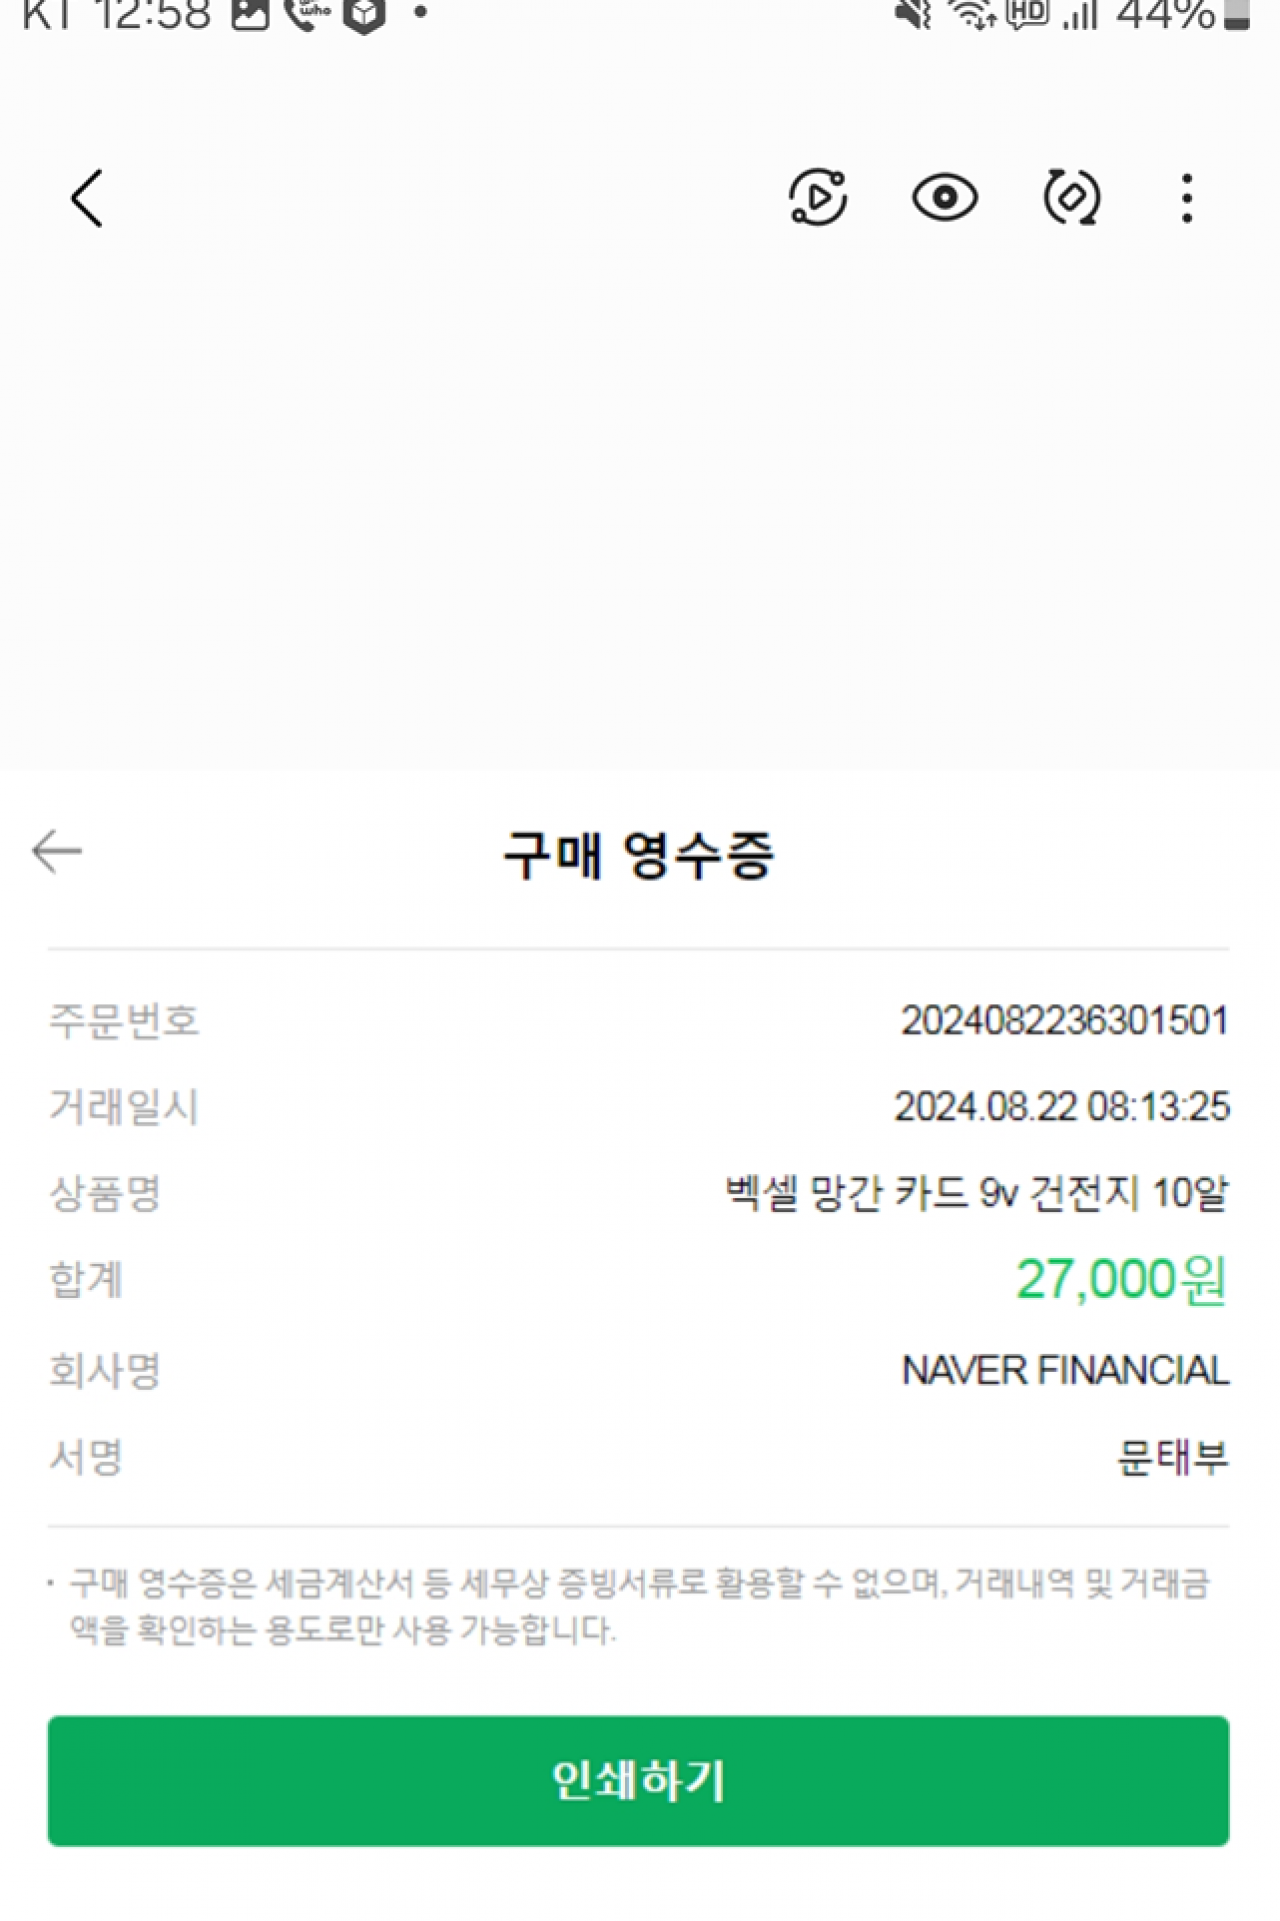 KT 12:58 who HD 44%
구매 영수증
주문번호 2024082236301501
거래일시 2024.08.22 08:13:25
상품명 벡셀 망간 카드 9v 건전지 10알
합계 27,000원
회사명 NAVER FINANCIAL
서명 문태부
· 구매 영수증은 세금계산서 등 세무상 증빙서류로 활용할 수 없으며, 거래내역 및 거래금
액을 확인하는 용도로만 사용 가능합니다.
인쇄하기